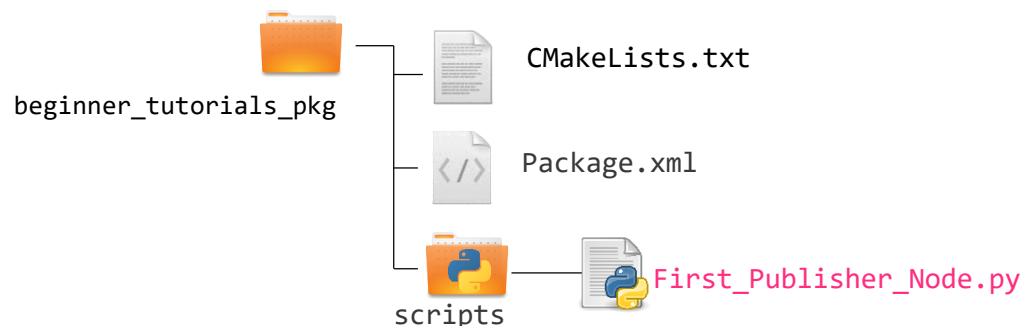 CMakeLists.txt
beginner_tutorials_pkg
</>
Package.xml
First_Publisher_Node.py
scripts